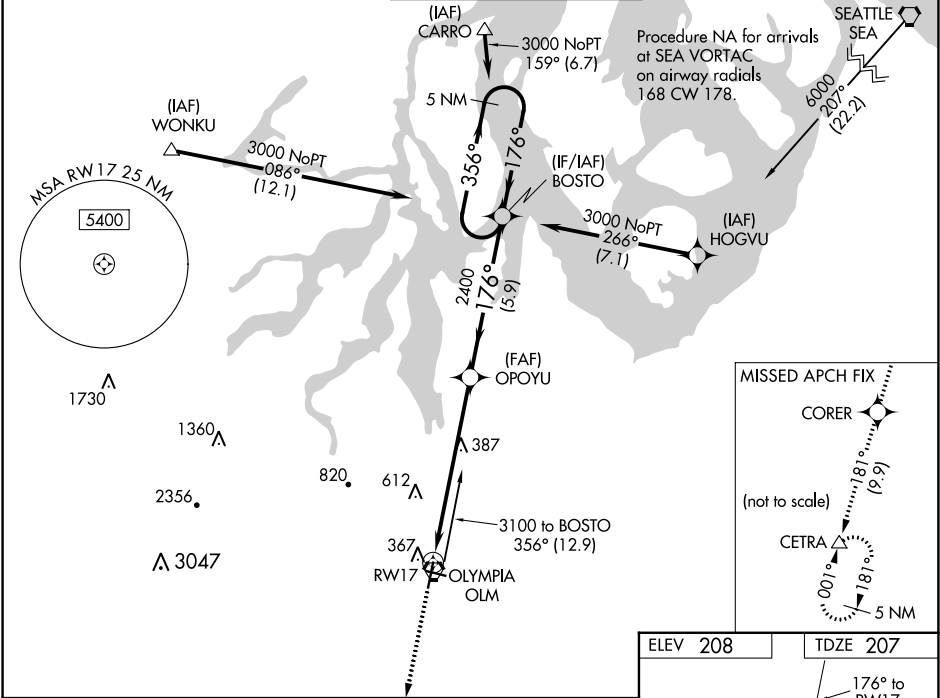 (IAF)
CARRO
3000 NoPT
159° (6.7)
Procedure NA for arrivals
at SEA VORTAC
on airway radials
168 CW 178.
SEATTLE
SEA
6000
207°
(22.2)
5 NM
(IAF)
WONKU
3000 NoPT
086°
(12.1)
356°
176°
(IF/IAF)
BOSTO
3000 NoPT
266°
(7.1)
(IAF)
HOGVU
MSA RW17 25 NM
5400
2400
176°
(5.9)
(FAF)
OPOYU
1730
1360
2356
3047
820
612
387
367
3100 to BOSTO
356° (12.9)
RW17
OLYMPIA
OLM
MISSED APCH FIX
CORER
181°
(9.9)
(not to scale)
CETRA
001°
181°
5 NM
ELEV 208
TDZE 207
176° to
RW17